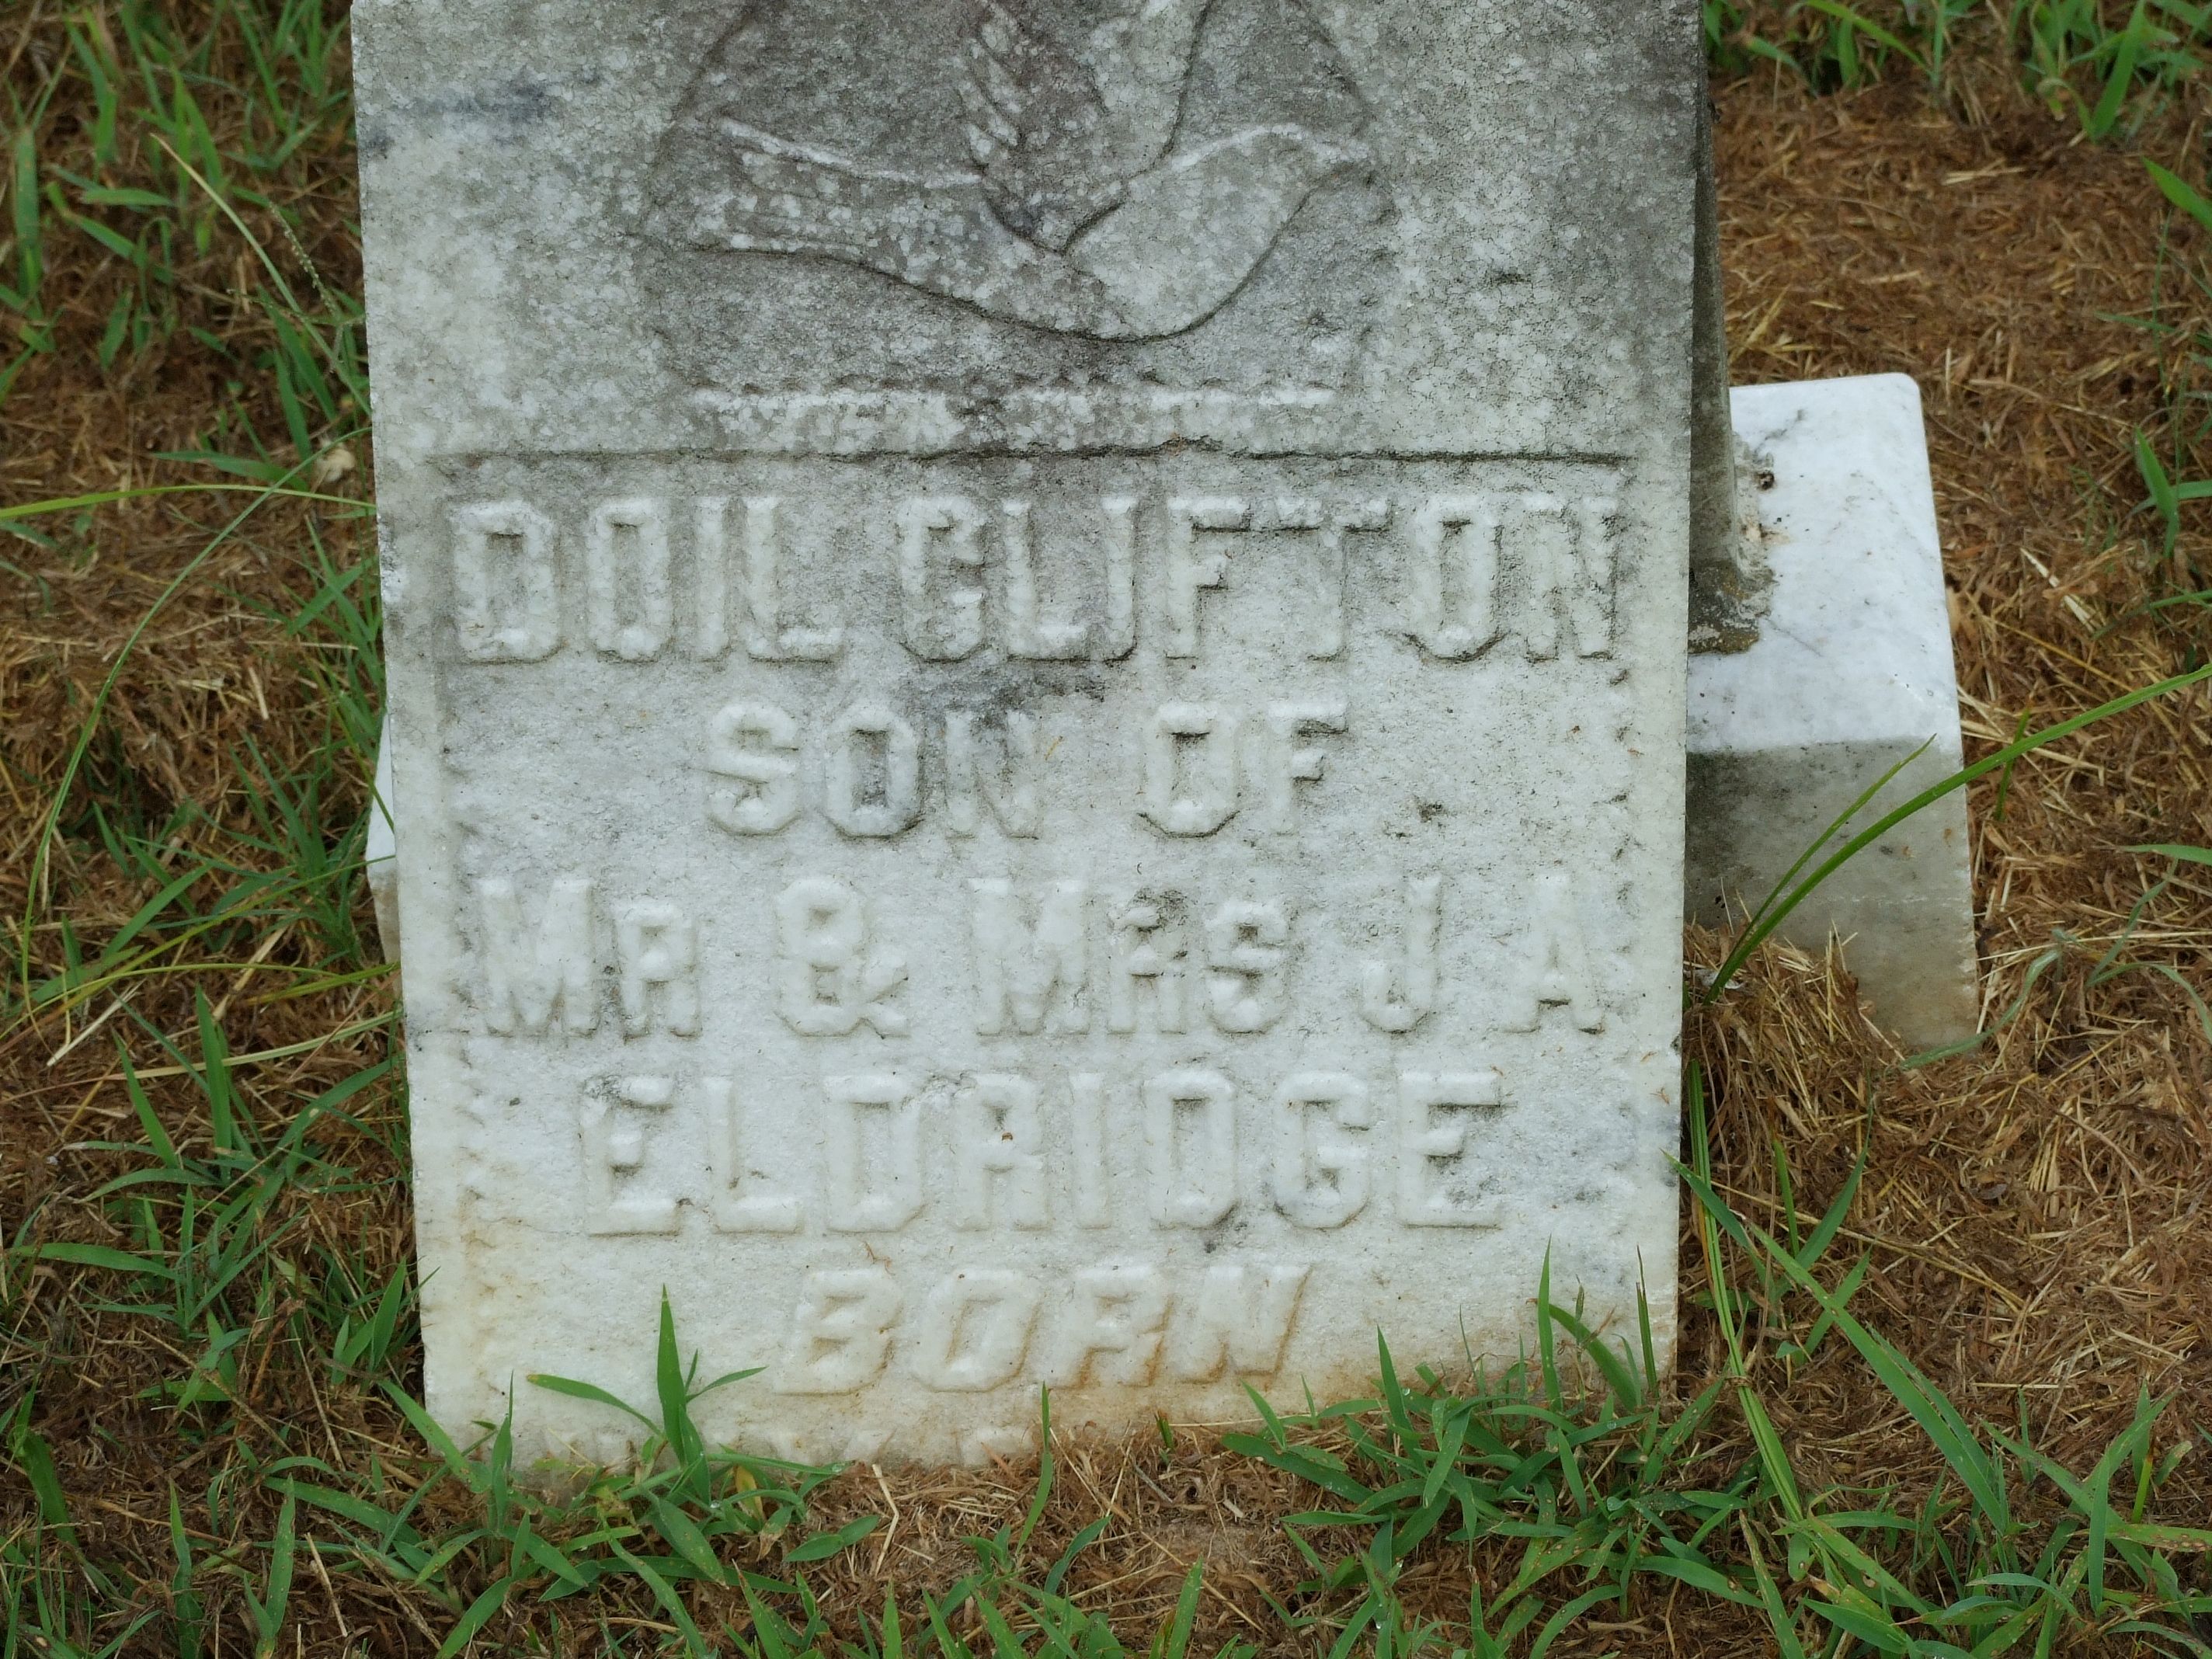 DOIL CLIFTON
SON OF
MR & MRS J A
ELDRIDGE
BORN